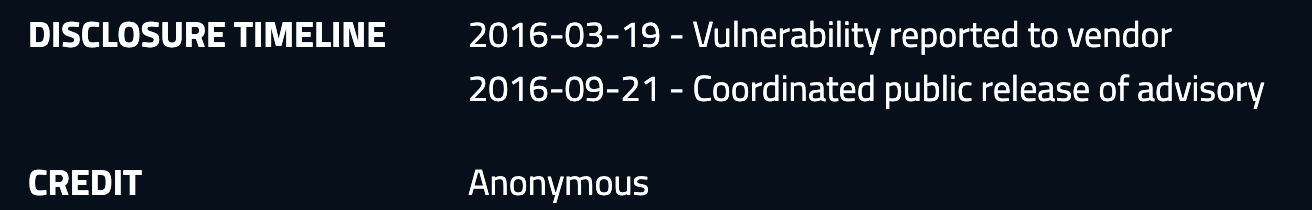 DISCLOSURE TIMELINE 2016-03-19 - Vulnerability reported to vendor
2016-09-21 - Coordinated public release of advisory
CREDIT Anonymous